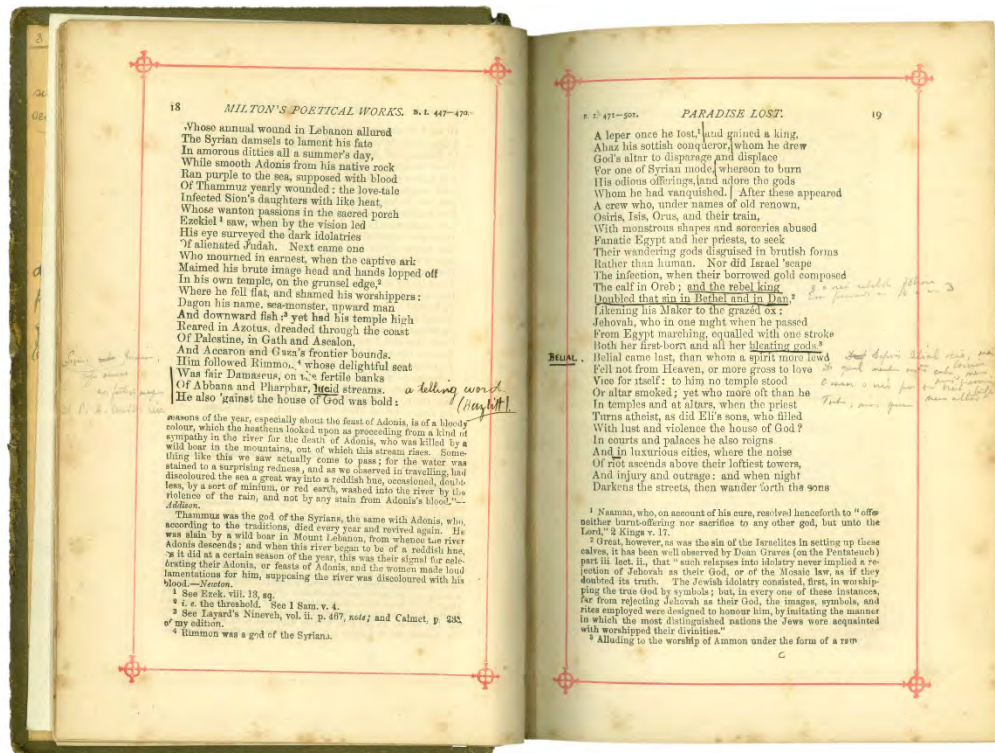 18 MILTON'S POETICAL WORKS. B. I. 447–470
Whose annual wound in Lebanon allured
The Syrian damsels to lament his fate
In amorous ditties all a summer's day,
While smooth Adonis from his native rock
Ran purple to the sea, supposed with blood
Of Thammuz yearly wounded: the love-tale
Infected Sion's daughters with like heat,
Whose wanton passions in the sacred porch
Ezekiel ¹ saw, when by the vision led
His eye surveyed the dark idolatries
Of alienated Judah. Next came one
Who mourned in earnest, when the captive ark
Maimed his brute image head and hands lopped off
In his own temple, on the grunsel edge,²
Where he fell flat, and shamed his worshippers:
Dagon his name, sea-monster, upward man
And downward fish:³ yet had his temple high
Reared in Azotus, dreaded through the coast
Of Palestine, in Gath and Ascalon,
And Accaron and Gaza's frontier bounds.
Him followed Rimmon,⁴ whose delightful seat
Was fair Damascus, on the fertile banks
Of Abbana and Pharphar, lucid streams.
a telling word
(Hazlitt).
He also 'gainst the house of God was bold:
seasons of the year, especially about the feast of Adonis, is of a bloody
colour, which the heathens looked upon as proceeding from a kind of
sympathy in the river for the death of Adonis, who was killed by a
wild boar in the mountains, out of which this stream rises. Some-
thing like this we saw actually come to pass; for the water was
stained to a surprising redness, and as we observed in travelling, had
discoloured the sea a great way into a reddish hue, occasioned, doubt-
less, by a sort of minium, or red earth, washed into the river by the
violence of the rain, and not by any stain from Adonis's blood."—
Addison.
Thammuz was the god of the Syrians, the same with Adonis, who,
according to the traditions, died every year and revived again. He
was slain by a wild boar in Mount Lebanon, from whence the river
Adonis descends; and when this river began to be of a reddish hue,
as it did at a certain season of the year, this was their signal for cele-
brating their Adonis, or feasts of Adonis, and the women made loud
lamentations for him, supposing the river was discoloured with his
blood.—Newton.
¹ See Ezek. viii. 13, sq.
² i. e. the threshold. See 1 Sam. v. 4.
³ See Layard's Nineveh, vol. ii. p. 467, note; and Calmet, p. 283,
of my edition.
⁴ Rimmon was a god of the Syrians.
B. I. 471–502. PARADISE LOST. 19
A leper once he lost,¹ and gained a king,
Ahaz his sottish conqueror, whom he drew
God's altar to disparage and displace
For one of Syrian mode, whereon to burn
His odious offerings, and adore the gods
Whom he had vanquished. After these appeared
A crew who, under names of old renown,
Osiris, Isis, Orus, and their train,
With monstrous shapes and sorceries abused
Fanatic Egypt and her priests, to seek
Their wandering gods disguised in brutish forms
Rather than human. Nor did Israel 'scape
The infection, when their borrowed gold composed
The calf in Oreb; and the rebel king
Doubled that sin in Bethel and in Dan,²
Likening his Maker to the grazèd ox;
Jehovah, who in one night when he passed
From Egypt marching, equalled with one stroke
Both her first-born and all her bleating gods.³
BELIAL.
Belial came last, than whom a spirit more lewd
Fell not from Heaven, or more gross to love
Vice for itself: to him no temple stood
Or altar smoked; yet who more oft than he
In temples and at altars, when the priest
Turns atheist, as did Eli's sons, who filled
With lust and violence the house of God?
In courts and palaces he also reigns
And in luxurious cities, where the noise
Of riot ascends above their loftiest towers,
And injury and outrage: and when night
Darkens the streets, then wander forth the sons
¹ Naaman, who, on account of his cure, resolved henceforth to "offer
neither burnt-offering nor sacrifice to any other god, but unto the
Lord," 2 Kings v. 17.
² Great, however, as was the sin of the Israelites in setting up these
calves, it has been well observed by Dean Graves (on the Pentateuch)
part iii. lect. ii., that "such relapses into idolatry never implied a re-
jection of Jehovah as their God, or of the Mosaic law, as if they
doubted its truth. The Jewish idolatry consisted, first, in worship-
ping the true God by symbols; but, in every one of these instances,
far from rejecting Jehovah as their God, the images, symbols, and
rites employed were designed to honour him, by imitating the manner
in which the most distinguished nations the Jews were acquainted
with worshipped their divinities."
³ Alluding to the worship of Ammon under the form of a ram
C